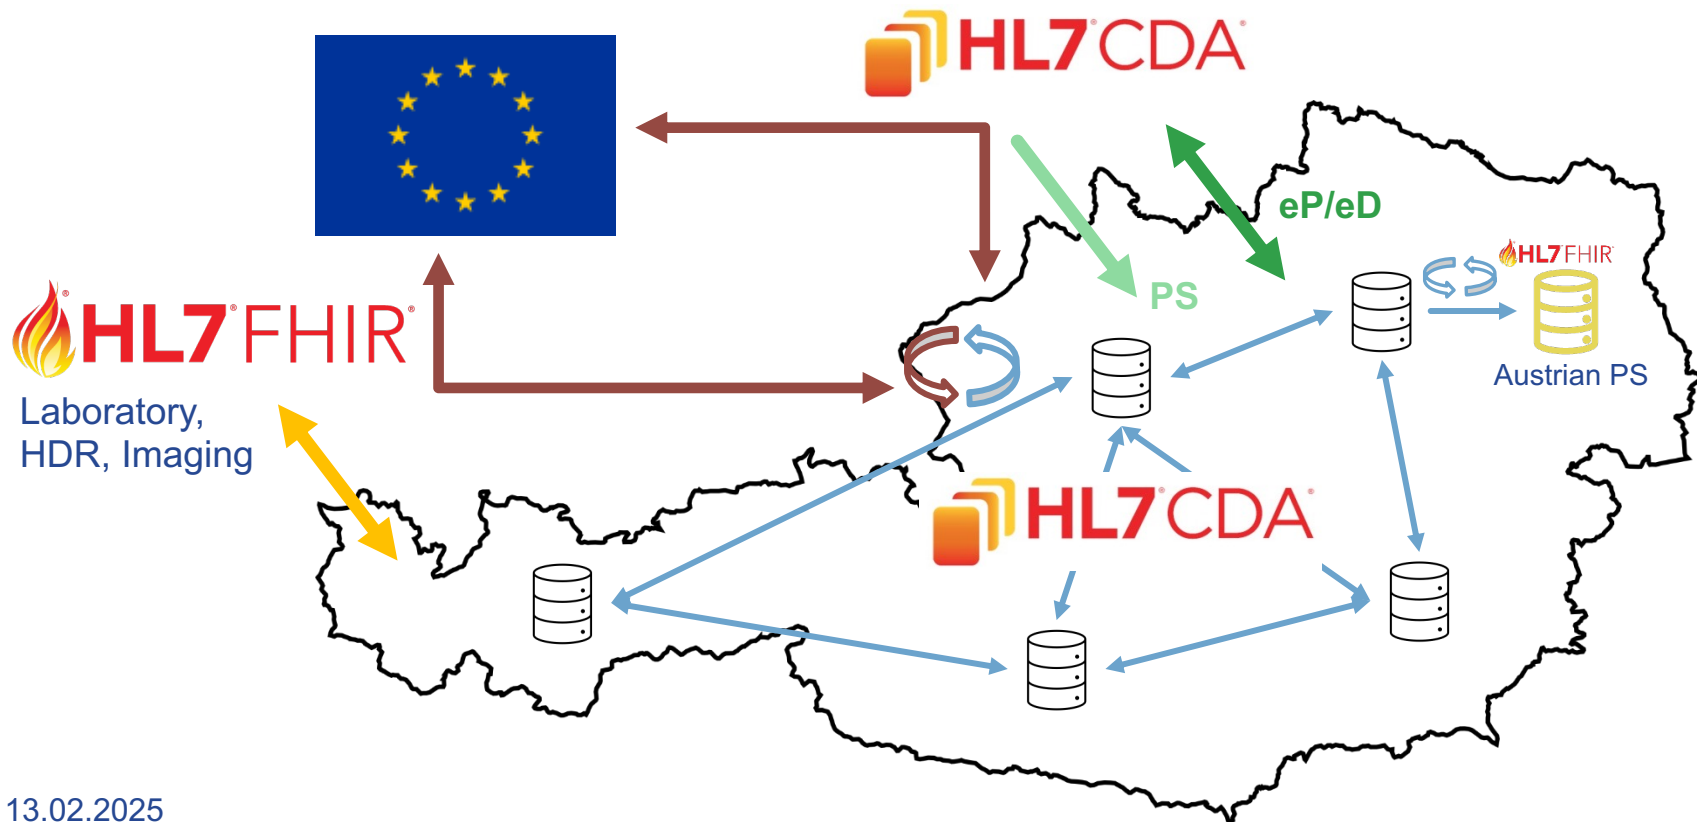 HL7® CDA®
eP/eD
PS
HL7® FHIR®
Austrian PS
HL7® FHIR®
Laboratory,
HDR, Imaging
HL7® CDA®
13.02.2025